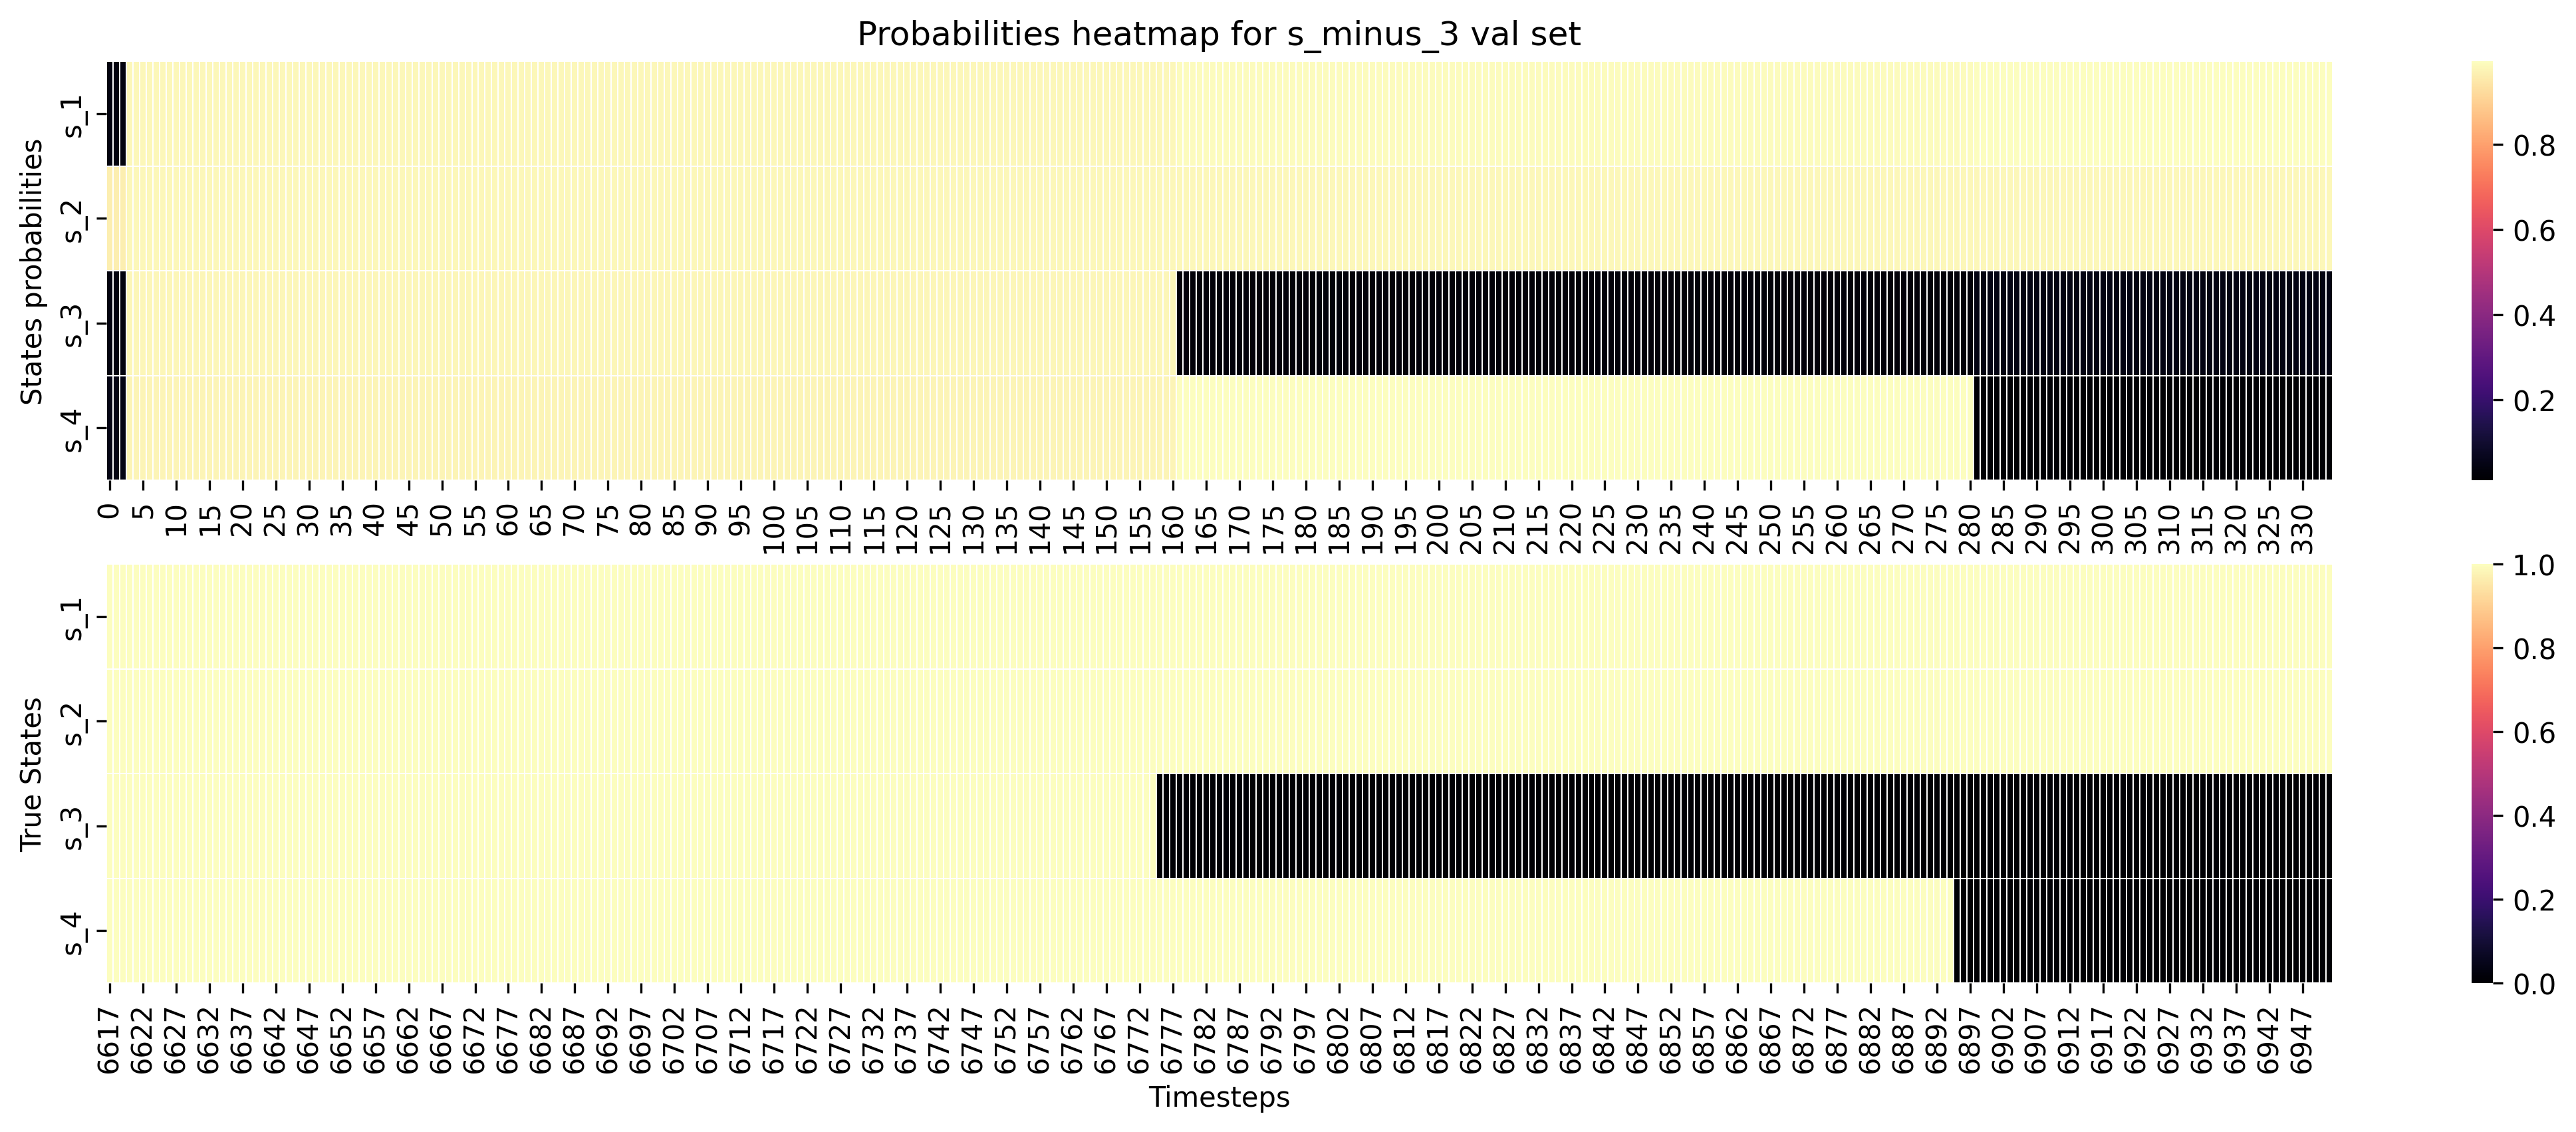 Probabilities heatmap for s_minus_3 val set
States probabilities
s_1
s_2
s_3
s_4
0 5 10 15 20 25 30 35 40 45 50 55 60 65 70 75 80 85 90 95 100 105 110 115 120 125 130 135 140 145 150 155 160 165 170 175 180 185 190 195 200 205 210 215 220 225 230 235 240 245 250 255 260 265 270 275 280 285 290 295 300 305 310 315 320 325 330
0.8
0.6
0.4
0.2
True States
s_1
s_2
s_3
s_4
6617 6622 6627 6632 6637 6642 6647 6652 6657 6662 6667 6672 6677 6682 6687 6692 6697 6702 6707 6712 6717 6722 6727 6732 6737 6742 6747 6752 6757 6762 6767 6772 6777 6782 6787 6792 6797 6802 6807 6812 6817 6822 6827 6832 6837 6842 6847 6852 6857 6862 6867 6872 6877 6882 6887 6892 6897 6902 6907 6912 6917 6922 6927 6932 6937 6942 6947
Timesteps
1.0
0.8
0.6
0.4
0.2
0.0